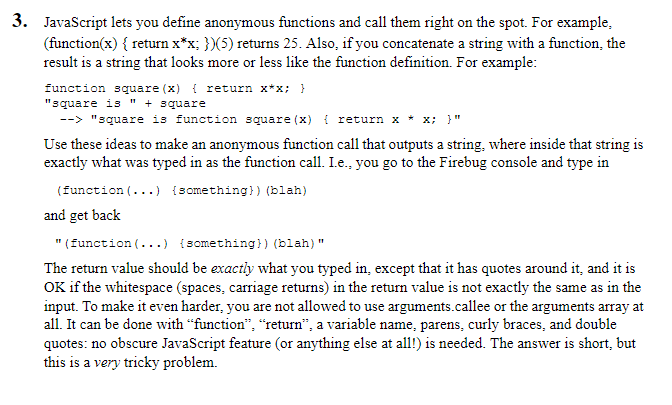 3. JavaScript lets you define anonymous functions and call them right on the spot. For example,
(function(x) { return x*x; })(5) returns 25. Also, if you concatenate a string with a function, the
result is a string that looks more or less like the function definition. For example:
function square(x) { return x*x; }
"square is " + square
--> "square is function square(x) { return x * x; }"
Use these ideas to make an anonymous function call that outputs a string, where inside that string is
exactly what was typed in as the function call. I.e., you go to the Firebug console and type in
(function(...) {something})(blah)
and get back
"(function(...) {something})(blah)"
The return value should be exactly what you typed in, except that it has quotes around it, and it is
OK if the whitespace (spaces, carriage returns) in the return value is not exactly the same as in the
input. To make it even harder, you are not allowed to use arguments.callee or the arguments array at
all. It can be done with “function”, “return”, a variable name, parens, curly braces, and double
quotes: no obscure JavaScript feature (or anything else at all!) is needed. The answer is short, but
this is a very tricky problem.